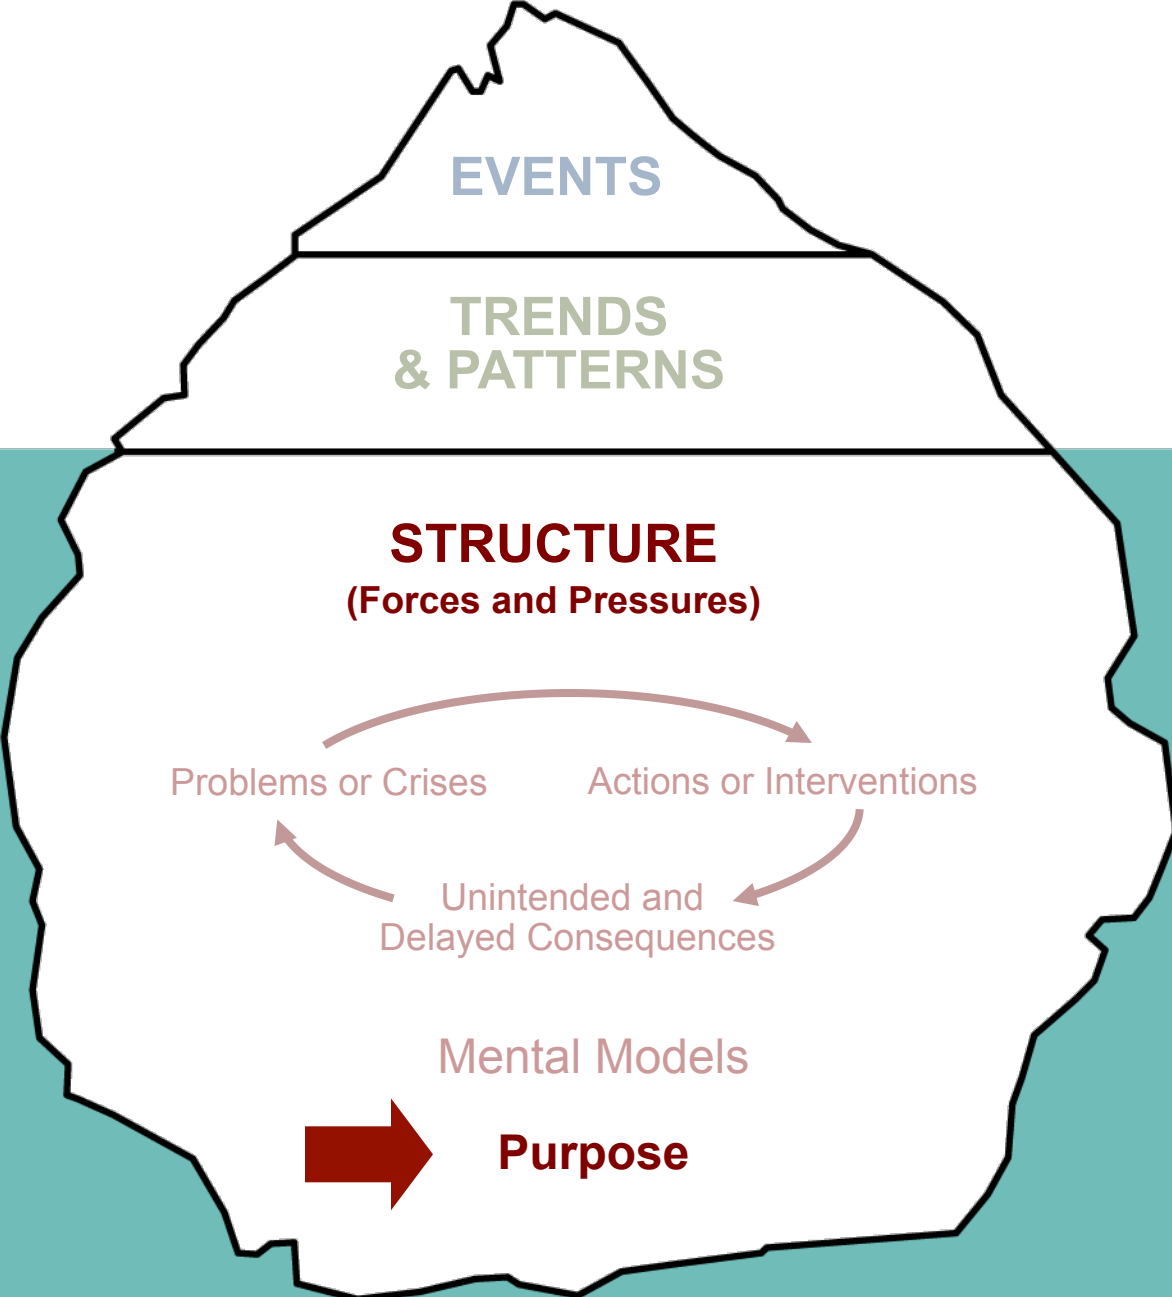 EVENTS
TRENDS
& PATTERNS
STRUCTURE
(Forces and Pressures)
Problems or Crises
Actions or Interventions
Unintended and
Delayed Consequences
Mental Models
Purpose